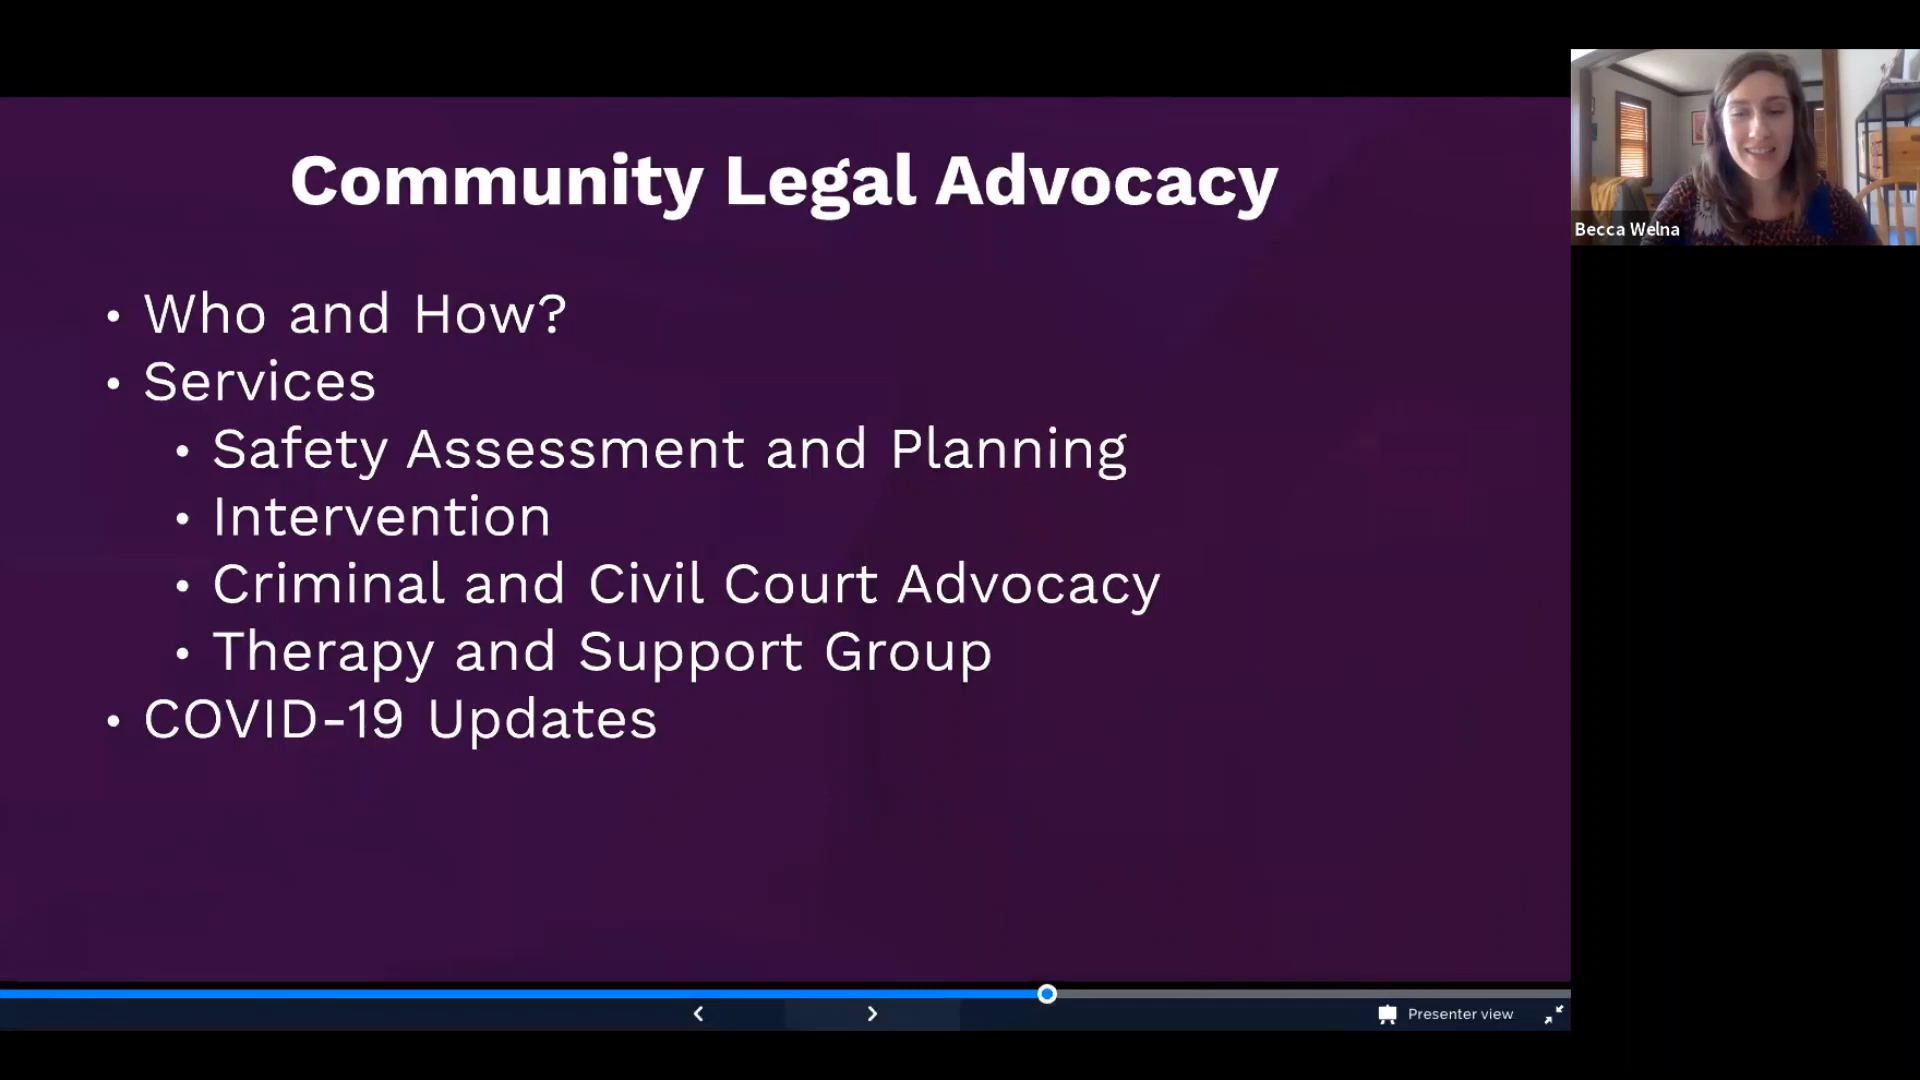 Community Legal Advocacy
• Who and How?
• Services
• Safety Assessment and Planning
• Intervention
• Criminal and Civil Court Advocacy
• Therapy and Support Group
• COVID-19 Updates
Becca Welna
Presenter view